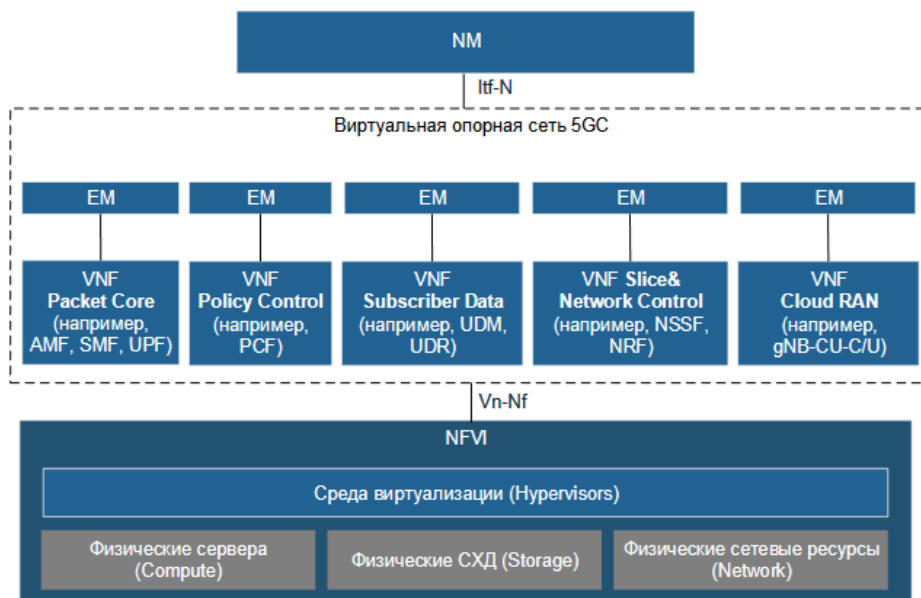 NM
Itf-N
Виртуальная опорная сеть 5GC
EM
EM
EM
EM
EM
VNF
Packet Core
(например,
AMF, SMF, UPF)
VNF
Policy Control
(например,
PCF)
VNF
Subscriber Data
(например, UDM,
UDR)
VNF Slice&
Network Control
(например, NSSF,
NRF)
VNF
Cloud RAN
(например,
gNB-CU-C/U)
Vn-Nf
NFVI
Среда виртуализации (Hypervisors)
Физические сервера
(Compute)
Физические СХД (Storage)
Физические сетевые ресурсы
(Network)